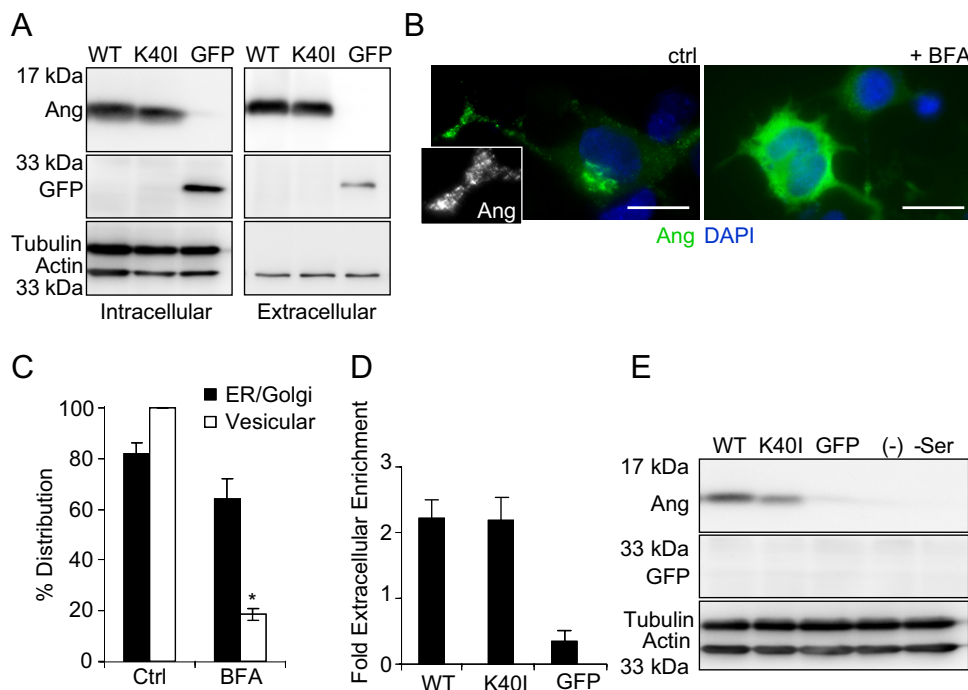 A
WT K40I GFP WT K40I GFP
17 kDa
Ang
33 kDa
GFP
Tubulin
Actin
33 kDa
Intracellular Extracellular
B
ctrl + BFA
Ang
Ang DAPI
C
ER/Golgi
Vesicular
% Distribution
100
80
60
40
20
0
*
Ctrl BFA
D
Fold Extracellular Enrichment
3
2
1
0
WT K40I GFP
E
WT K40I GFP (-) -Ser
17 kDa
Ang
33 kDa
GFP
Tubulin
Actin
33 kDa